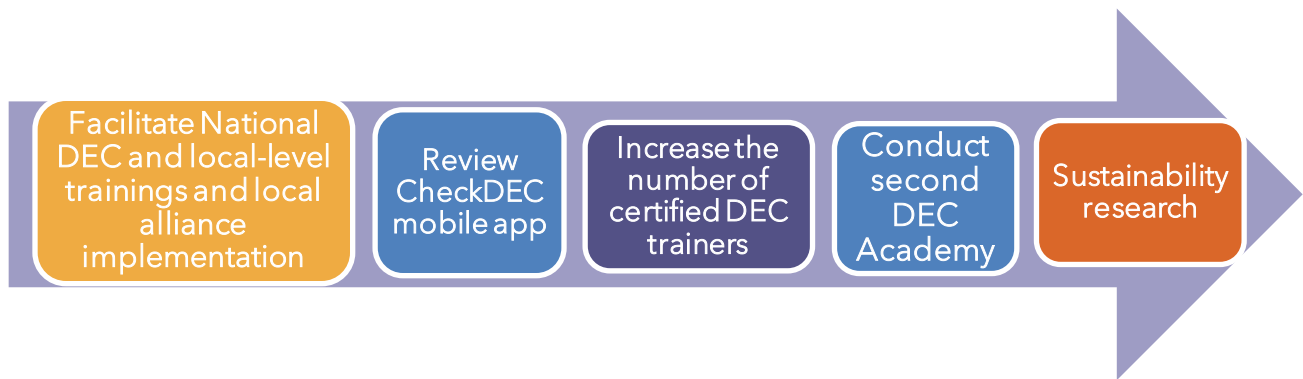 Facilitate National
DEC and local-level
trainings and local
alliance
implementation
Review
CheckDEC
mobile app
Increase the
number of
certified DEC
trainers
Conduct
second
DEC
Academy
Sustainability
research